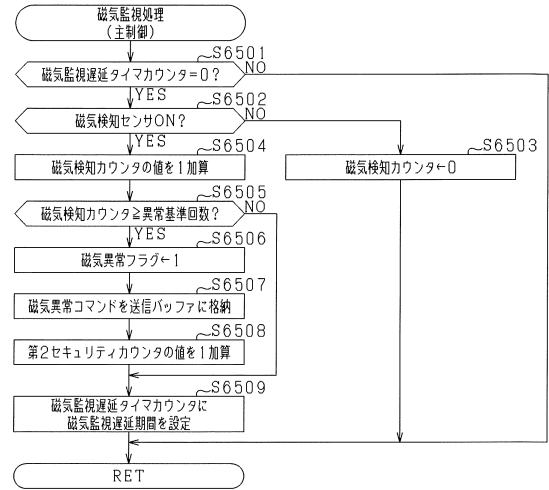 磁気監視処理
(主制御)
S6501
磁気監視遅延タイマカウンタ=0?
NO
YES
S6502
磁気検知センサON?
NO
YES
S6503
磁気検知カウンタ←0
S6504
磁気検知カウンタの値を1加算
S6505
磁気検知カウンタ≧異常基準回数?
NO
YES
S6506
磁気異常フラグ←1
S6507
磁気異常コマンドを送信バッファに格納
S6508
第2セキュリティカウンタの値を1加算
S6509
磁気監視遅延タイマカウンタに
磁気監視遅延期間を設定
RET